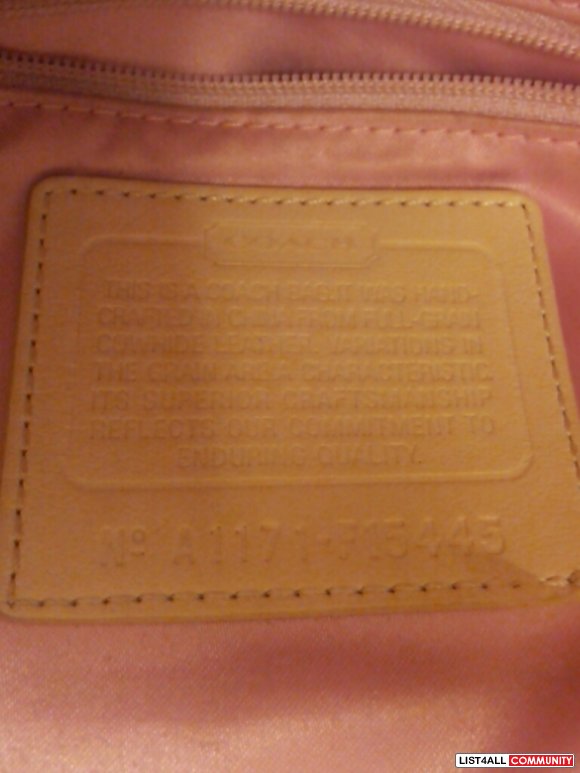 COACH
THIS IS A COACH BAG.IT WAS HAND-
CRAFTED IN CHINA FROM FULL-GRAIN
COWHIDE LEATHER. VARIATIONS IN
THE GRAIN ARE A CHARACTERISTIC.
ITS SUPERIOR CRAFTSMANSHIP
REFLECTS OUR COMMITMENT TO
ENDURING QUALITY.
Nº A1171-F15445
LIST4ALL COMMUNITY